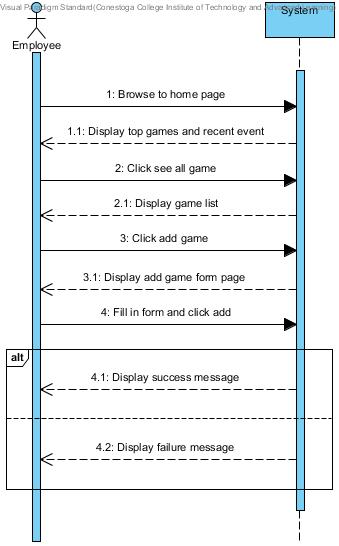 Visual Paradigm Standard(Conestoga College Institute of Technology and Advanced Learning
System
Employee
1: Browse to home page
1.1: Display top games and recent event
2: Click see all game
2.1: Display game list
3: Click add game
3.1: Display add game form page
4: Fill in form and click add
alt
4.1: Display success message
4.2: Display failure message